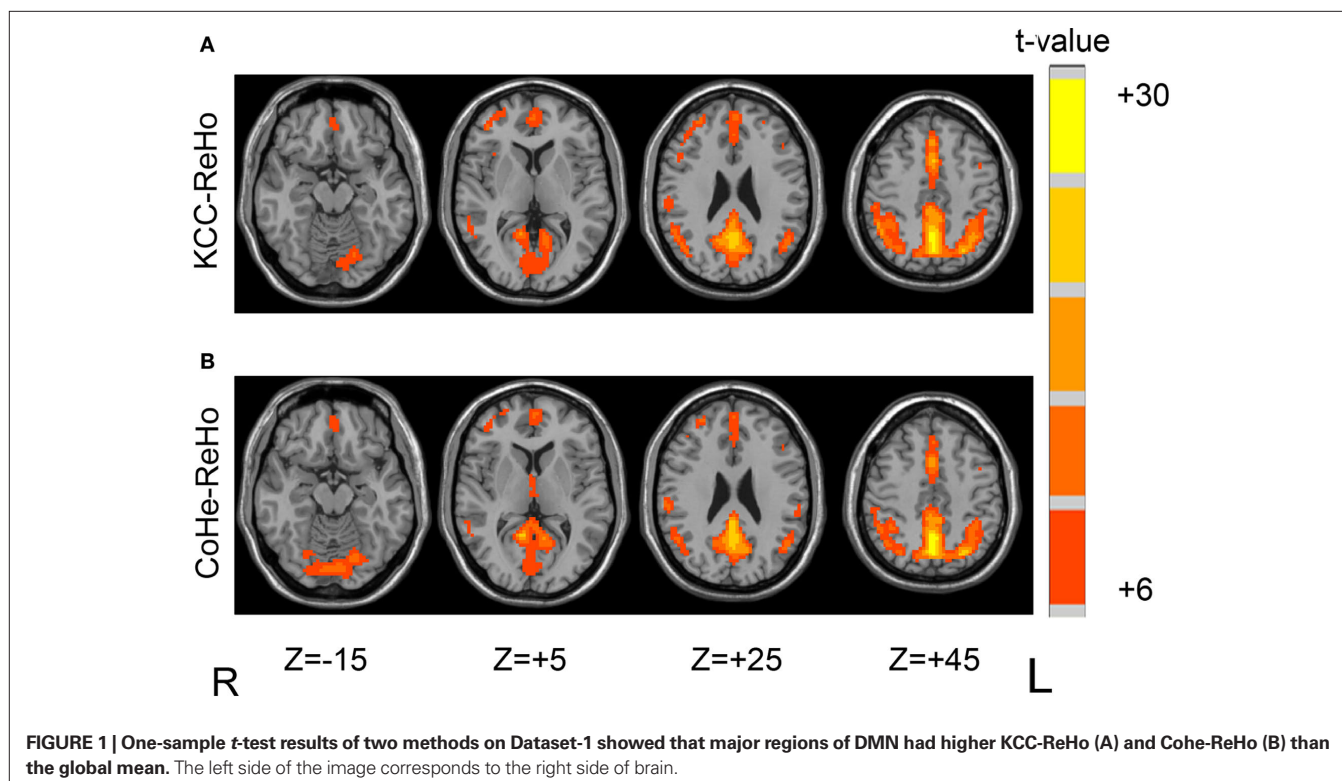 A
t-value
KCC-ReHo
+30
B
CoHe-ReHo
+6
Z=-15 Z=+5 Z=+25 Z=+45
R L
FIGURE 1 | One-sample t-test results of two methods on Dataset-1 showed that major regions of DMN had higher KCC-ReHo (A) and Cohe-ReHo (B) than
the global mean. The left side of the image corresponds to the right side of brain.